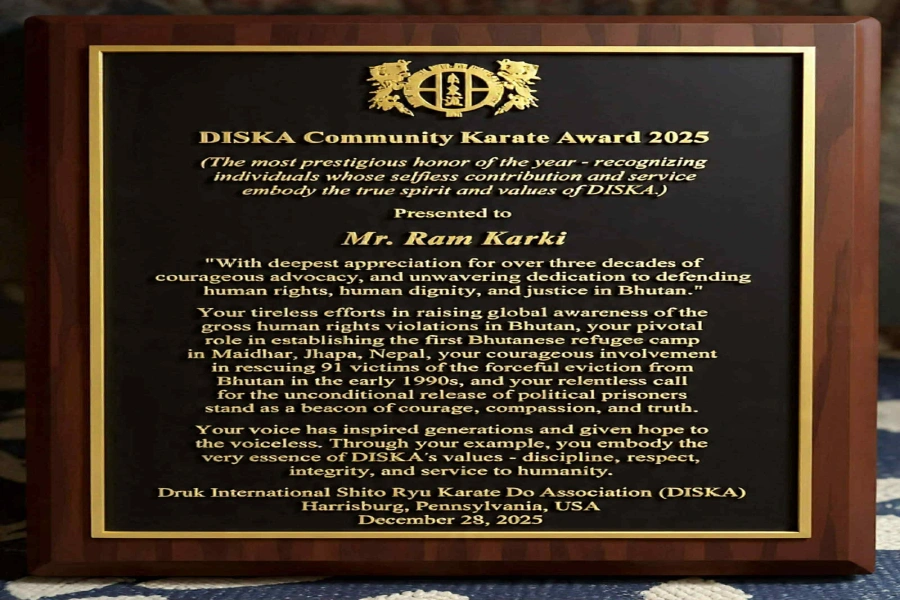 DISKA Community Karate Award 2025
(The most prestigious honor of the year - recognizing
individuals whose selfless contribution and service
embody the true spirit and values of DISKA.)
Presented to
Mr. Ram Karki
"With deepest appreciation for over three decades of
courageous advocacy, and unwavering dedication to defending
human rights, human dignity, and justice in Bhutan."
Your tireless efforts in raising global awareness of the
gross human rights violations in Bhutan, your pivotal
role in establishing the first Bhutanese refugee camp
in Maidhar, Jhapa, Nepal, your courageous involvement
in rescuing 91 victims of the forceful eviction from
Bhutan in the early 1990s, and your relentless call
for the unconditional release of political prisoners
stand as a beacon of courage, compassion, and truth.
Your voice has inspired generations and given hope to
the voiceless. Through your example, you embody the
very essence of DISKA's values - discipline, respect,
integrity, and service to humanity.
Druk International Shito Ryu Karate Do Association (DISKA)
Harrisburg, Pennsylvania, USA
December 28, 2025